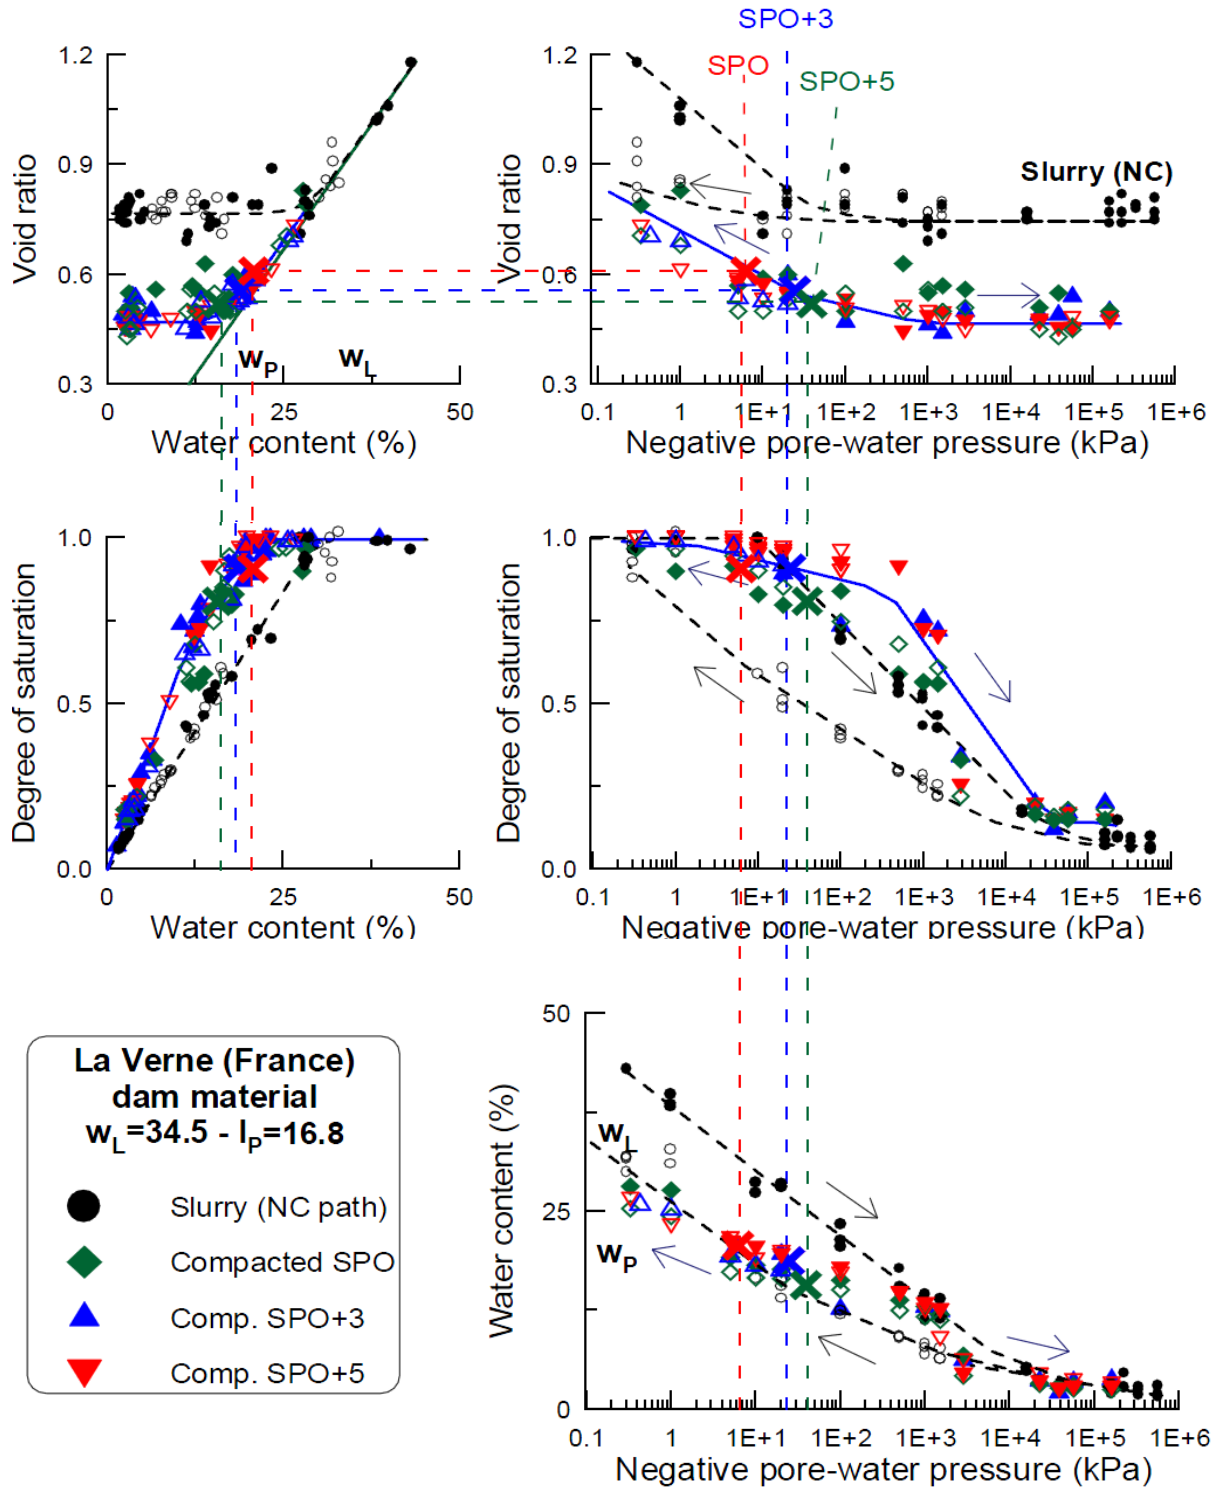 SPO+3
SPO
SPO+5
1.2
0.9
0.6
0.3
Void ratio
wP
wL
0
25
50
Water content (%)
1.2
0.9
0.6
0.3
Void ratio
Slurry (NC)
0.1
1
1E+1
1E+2
1E+3
1E+4
1E+5
1E+6
Negative pore-water pressure (kPa)
1.0
0.5
0.0
Degree of saturation
0
25
50
Water content (%)
1.0
0.5
0.0
Degree of saturation
0.1
1
1E+1
1E+2
1E+3
1E+4
1E+5
1E+6
Negative pore-water pressure (kPa)
La Verne (France)
dam material
wL=34.5 - IP=16.8
Slurry (NC path)
Compacted SPO
Comp. SPO+3
Comp. SPO+5
50
25
0
Water content (%)
wL
wP
0.1
1
1E+1
1E+2
1E+3
1E+4
1E+5
1E+6
Negative pore-water pressure (kPa)